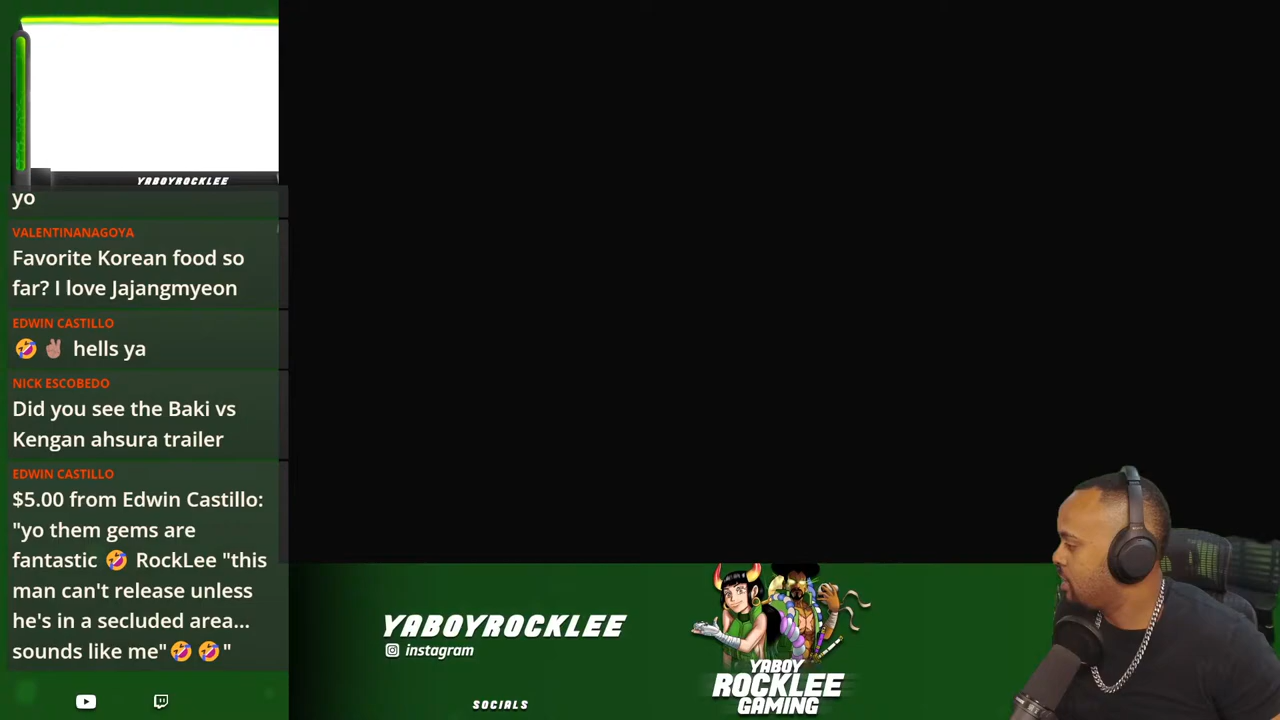 YABOYROCKLEE
yo
VALENTINANAGOYA
Favorite Korean food so
far? I love Jajangmyeon
EDWIN CASTILLO
🤣 ✌🏽 hells ya
NICK ESCOBEDO
Did you see the Baki vs
Kengan ahsura trailer
EDWIN CASTILLO
$5.00 from Edwin Castillo:
"yo them gems are
fantastic 🤣 RockLee "this
man can't release unless
he's in a secluded area...
sounds like me"🤣 🤣 "
YABOYROCKLEE
instagram
SOCIALS
YABOY
ROCKLEE
GAMING